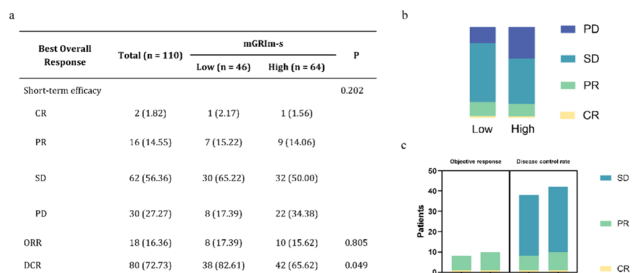 a
Best Overall Response Total (n = 110) mGRIm-s P
Low (n = 46) High (n = 64)
Short-term efficacy 0.202
CR 2 (1.82) 1 (2.17) 1 (1.56)
PR 16 (14.55) 7 (15.22) 9 (14.06)
SD 62 (56.36) 30 (65.22) 32 (50.00)
PD 30 (27.27) 8 (17.39) 22 (34.38)
ORR 18 (16.36) 8 (17.39) 10 (15.62) 0.805
DCR 80 (72.73) 38 (82.61) 42 (65.62) 0.049
b
PD
SD
PR
CR
Low High
c
Objective response Disease control rate
Patients
50
40
30
20
10
0
SD
PR
CR